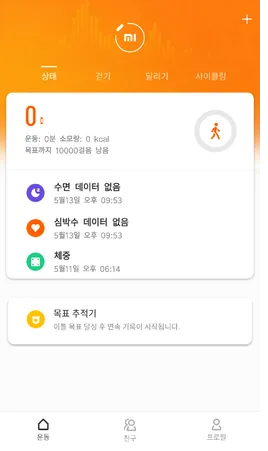 mi
상태 걷기 달리기 사이클링
0
운동: 0분 소모량: 0 kcal
목표까지 10000걸음 남음
수면 데이터 없음
5월13일 오후 09:53
심박수 데이터 없음
5월13일 오후 09:53
체중
5월11일 오후 06:14
목표 추적기
이틀 목표 달성 후 연속 기록이 시작됩니다.
운동 친구 프로필